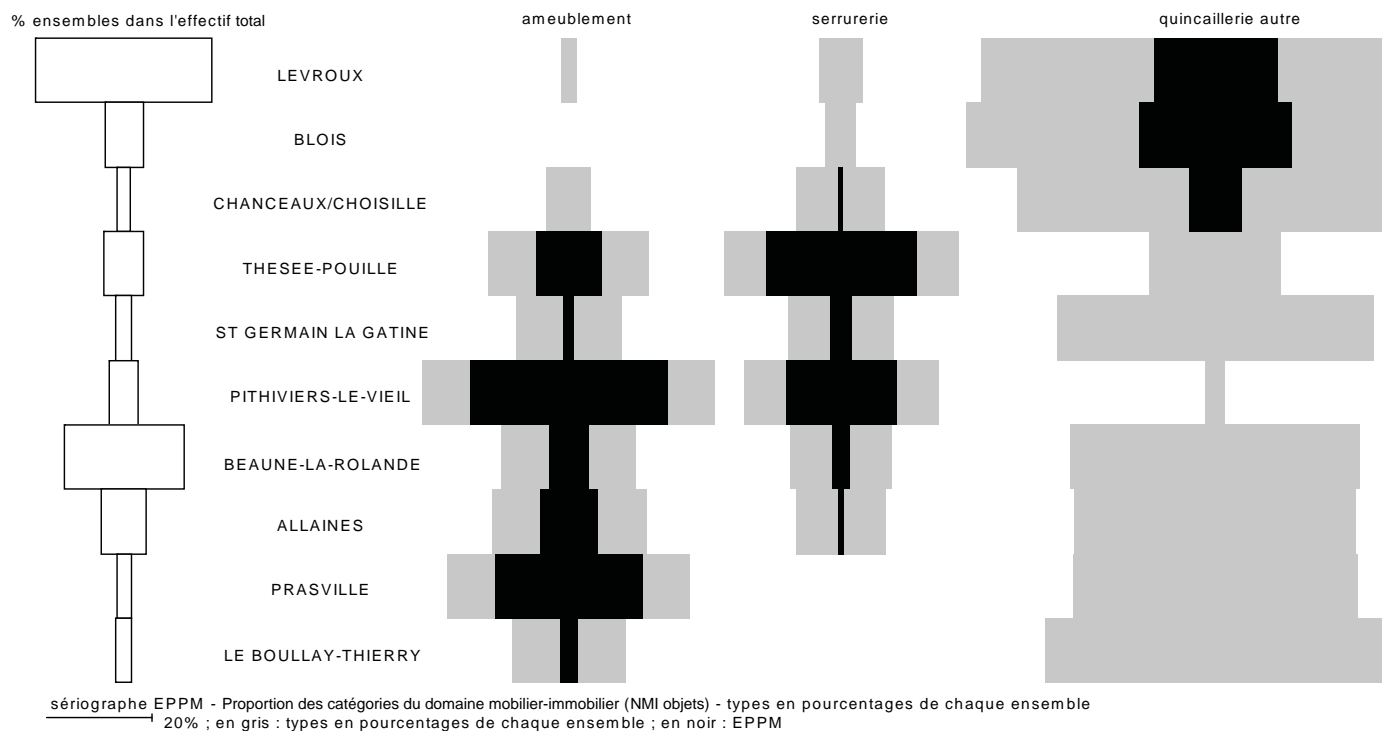 % ensembles dans l'effectif total
ameublement
serrurerie
quincaillerie autre
LEVROUX
BLOIS
CHANCEAUX/CHOISILLE
THESEE-POUILLE
ST GERMAIN LA GATINE
PITHIVIERS-LE-VIEIL
BEAUNE-LA-ROLANDE
ALLAINES
PRASVILLE
LE BOULLAY-THIERRY
sériographe EPPM - Proportion des catégories du domaine mobilier-immobilier (NMI objets) - types en pourcentages de chaque ensemble
20% ; en gris : types en pourcentages de chaque ensemble ; en noir : EPPM